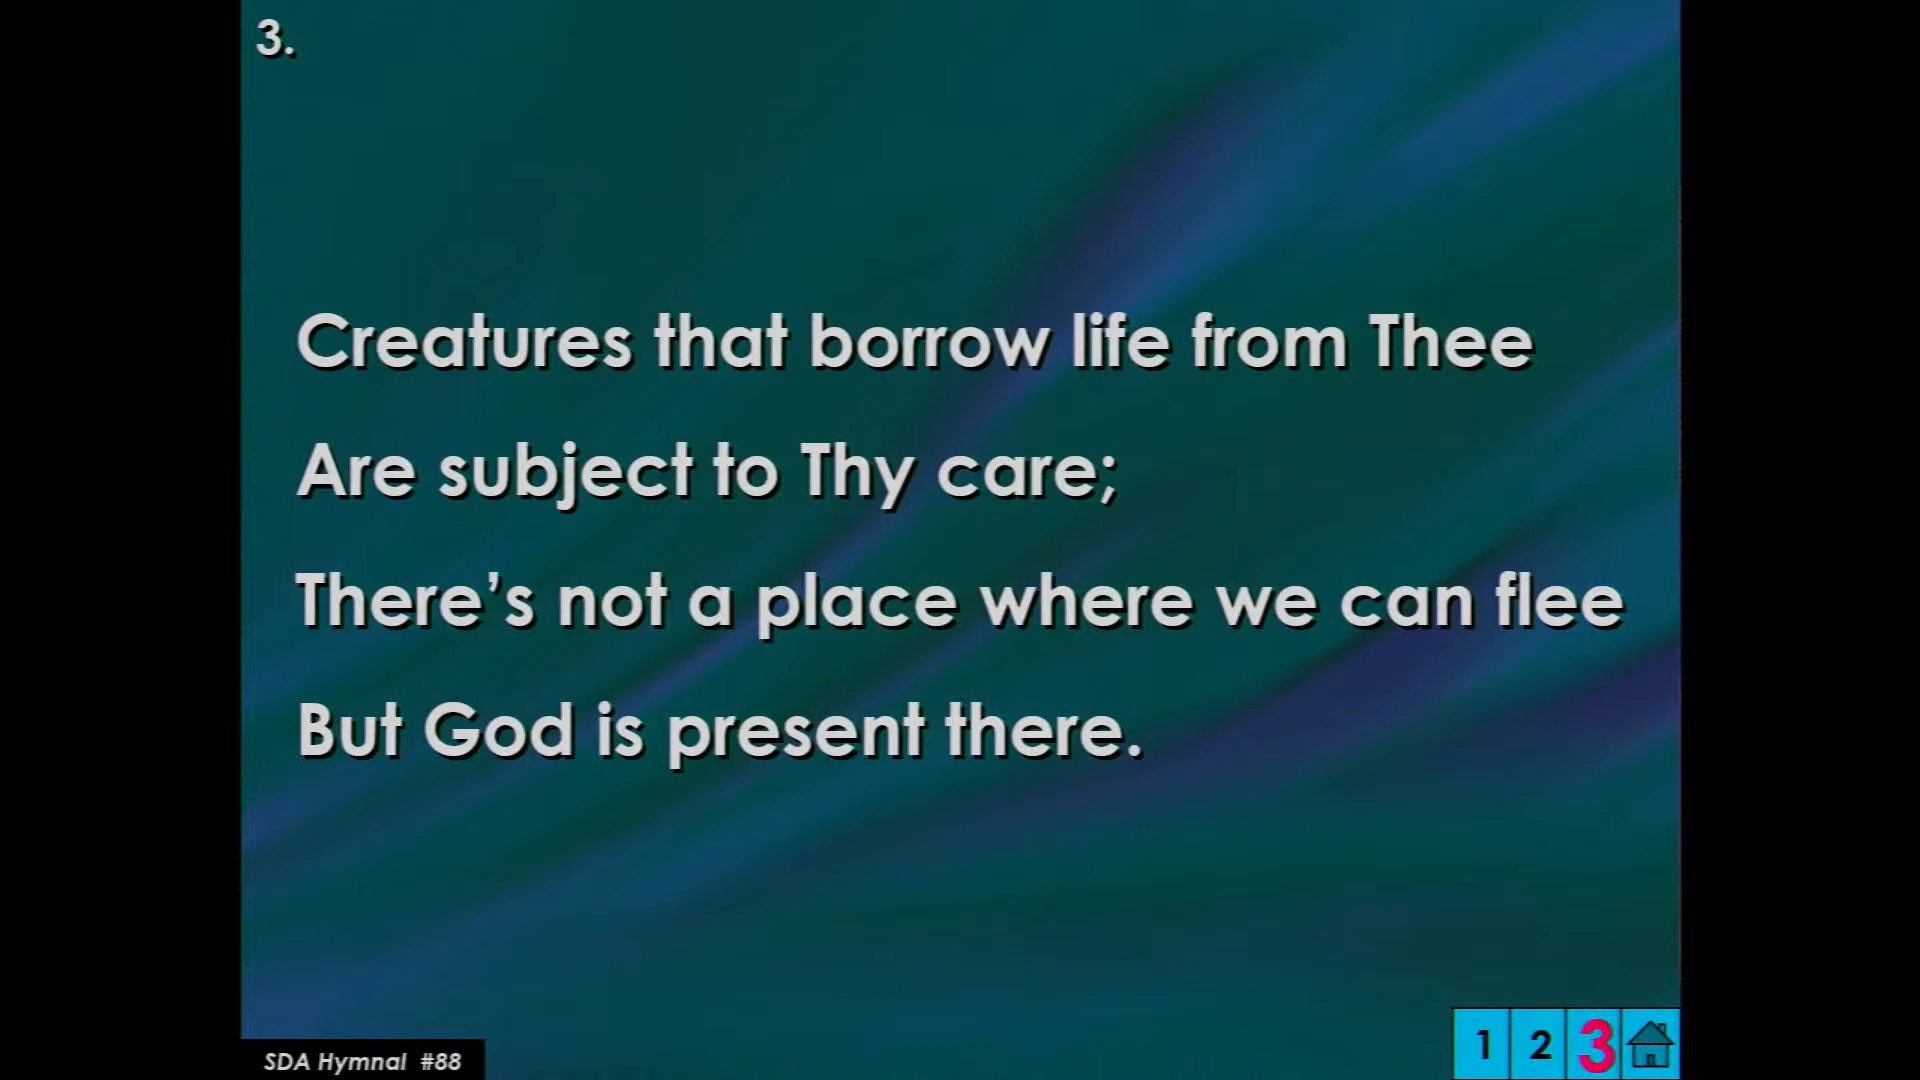 3.
Creatures that borrow life from Thee
Are subject to Thy care;
There’s not a place where we can flee
But God is present there.
SDA Hymnal #88
1 2 3